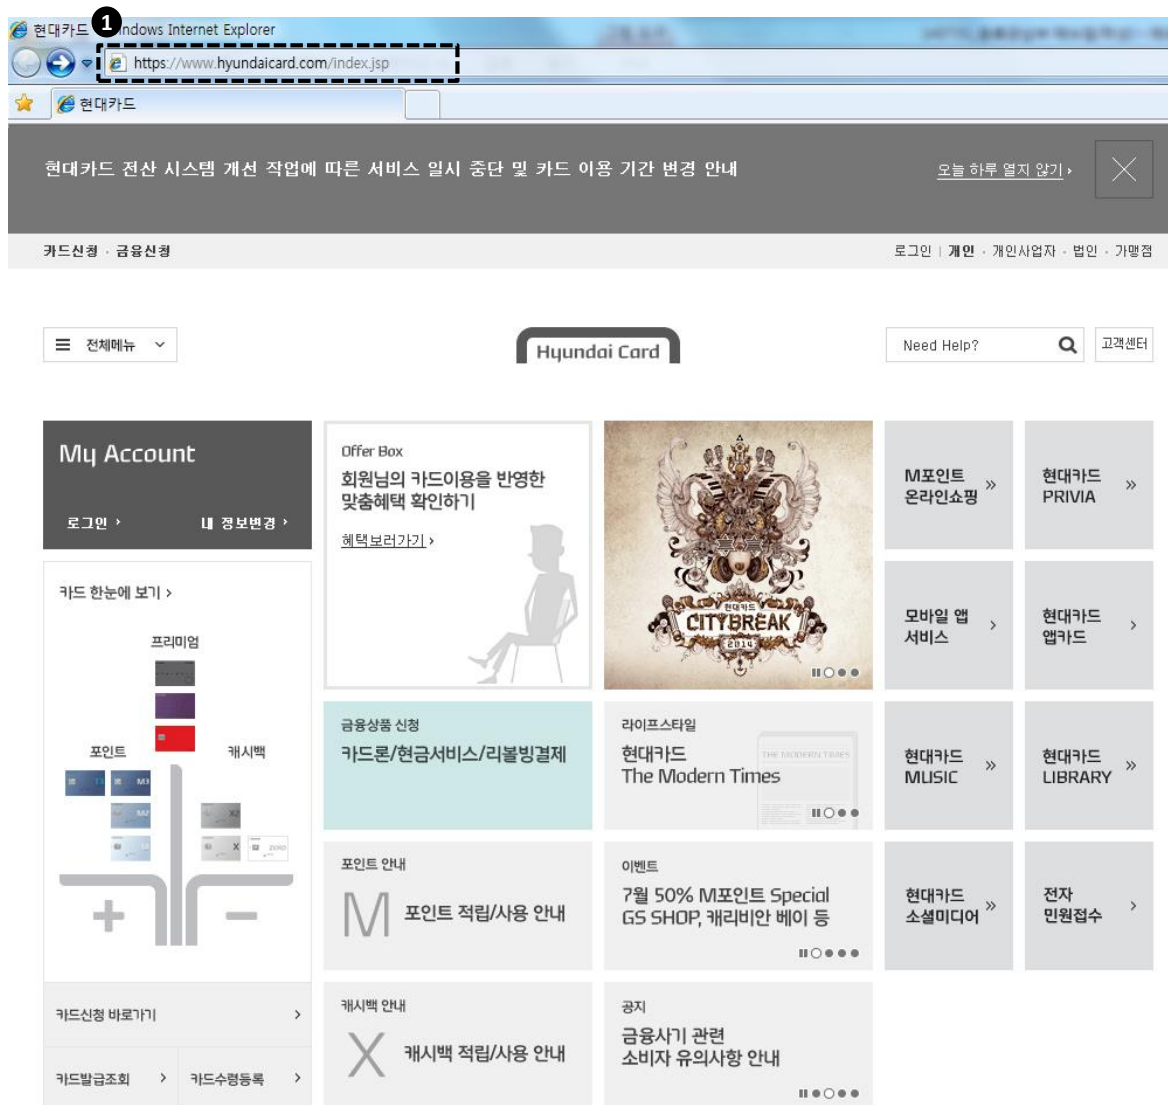 현대카드
1
indows Internet Explorer
https://www.hyundaicard.com/index.jsp
현대카드
현대카드 전산 시스템 개선 작업에 따른 서비스 일시 중단 및 카드 이용 기간 변경 안내
오늘 하루 열지 않기 ›
카드신청 · 금융신청
로그인 | 개인 · 개인사업자 · 법인 · 가맹점
전체메뉴
Hyundai Card
Need Help?
고객센터
My Account
로그인 ›
내 정보변경 ›
Offer Box
회원님의 카드이용을 반영한
맞춤혜택 확인하기
혜택보러가기 ›
현대카드
CITYBREAK
2014
M포인트
온라인쇼핑 »
현대카드
PRIVIA »
카드 한눈에 보기 ›
프리미엄
포인트
캐시백
M3
M2
X2
X
ZERO
모바일 앱
서비스 ›
현대카드
앱카드 ›
금융상품 신청
카드론/현금서비스/리볼빙결제
라이프스타일
현대카드
The Modern Times
THE MODERN TIMES
현대카드
MUSIC »
현대카드
LIBRARY »
포인트 안내
M 포인트 적립/사용 안내
이벤트
7월 50% M포인트 Special
GS SHOP, 캐리비안 베이 등
현대카드
소셜미디어 »
전자
민원접수 ›
카드신청 바로가기 ›
카드발급조회 ›
카드수령등록 ›
캐시백 안내
X 캐시백 적립/사용 안내
공지
금융사기 관련
소비자 유의사항 안내